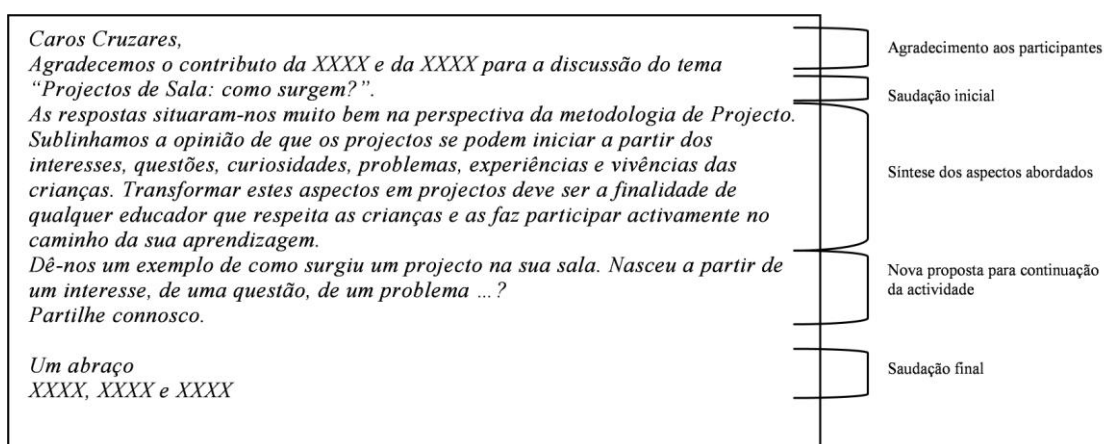 Caros Cruzares,
Agradecemos o contributo da XXXX e da XXXX para a discussão do tema
“Projectos de Sala: como surgem?”.
As respostas situaram-nos muito bem na perspectiva da metodologia de Projecto.
Sublinhamos a opinião de que os projectos se podem iniciar a partir dos
interesses, questões, curiosidades, problemas, experiências e vivências das
crianças. Transformar estes aspectos em projectos deve ser a finalidade de
qualquer educador que respeita as crianças e as faz participar activamente no
caminho da sua aprendizagem.
Dê-nos um exemplo de como surgiu um projecto na sua sala. Nasceu a partir de
um interesse, de uma questão, de um problema ...?
Partilhe connosco.
Um abraço
XXXX, XXXX e XXXX
Agradecimento aos participantes
Saudação inicial
Síntese dos aspectos abordados
Nova proposta para continuação
da actividade
Saudação final